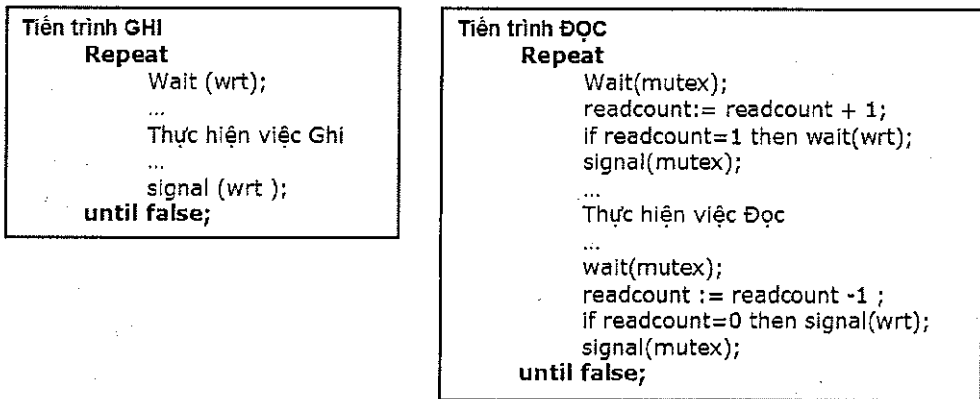 Tiến trình GHI
Repeat
Wait (wrt);
...
Thực hiện việc Ghi
...
signal (wrt );
until false;
Tiến trình ĐỌC
Repeat
Wait(mutex);
readcount:= readcount + 1;
if readcount=1 then wait(wrt);
signal(mutex);
...
Thực hiện việc Đọc
...
wait(mutex);
readcount := readcount -1 ;
if readcount=0 then signal(wrt);
signal(mutex);
until false;